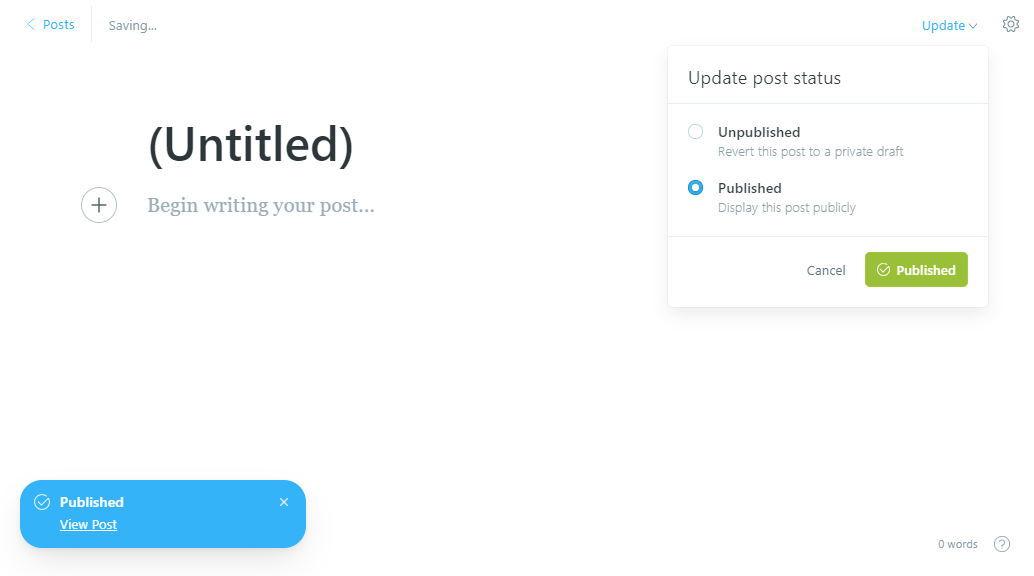 Posts
Saving...
Update
Update post status
Unpublished
Revert this post to a private draft
Published
Display this post publicly
Cancel
Published
(Untitled)
Begin writing your post...
Published
View Post
0 words
?